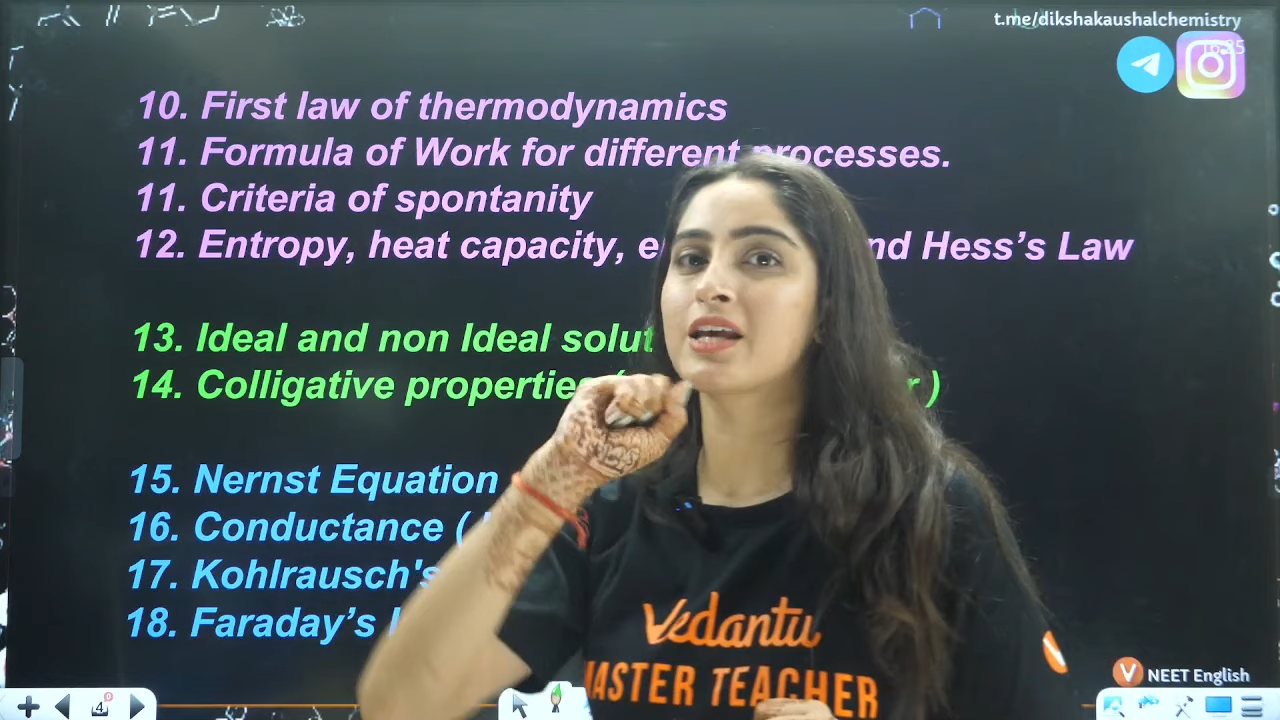 t.me/dikshakaushalchemistry
10. First law of thermodynamics
11. Formula of Work for different processes.
11. Criteria of spontanity
12. Entropy, heat capacity, nd Hess's Law
13. Ideal and non Ideal solut
14. Colligative propertie )
15. Nernst Equation
16. Conductance (
17. Kohlrausch's
18. Faraday's
Vedantu
MASTER TEACHER
NEET English
4